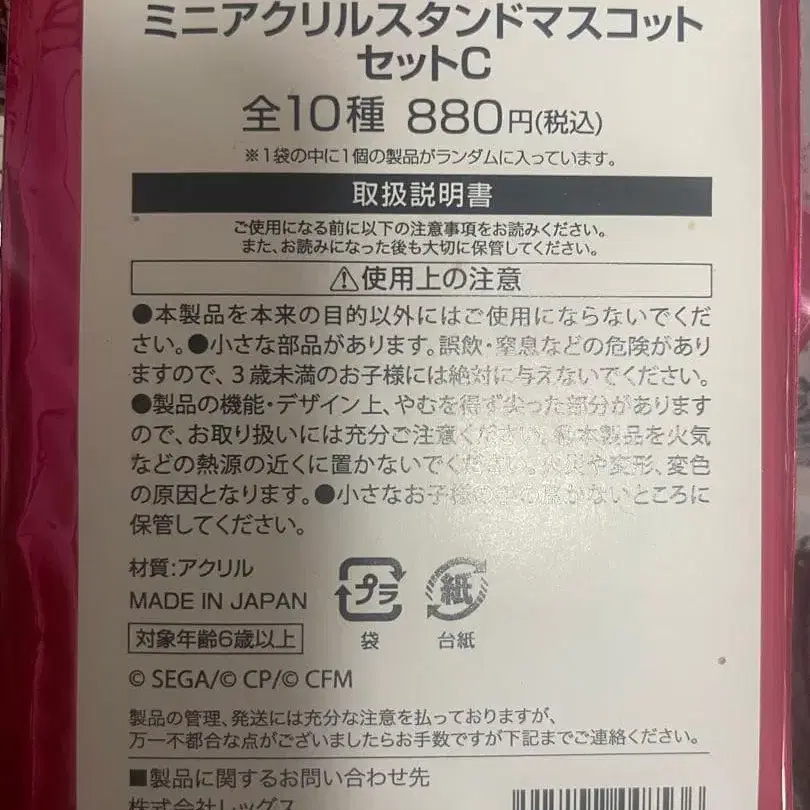 ミニアクリルスタンドマスコット
セットC
全10種 880円(税込)
※1袋の中に1個の製品がランダムに入っています。
取扱説明書
ご使用になる前に以下の注意事項をお読みください。
また、お読みになった後も大切に保管してください。
⚠使用上の注意
●本製品を本来の目的以外にはご使用にならないでくだ
さい。●小さな部品があります。誤飲・窒息などの危険があり
ますので、3歳未満のお子様には絶対に与えないでください。
●製品の機能・デザイン上、やむを得ず尖った部分があります
ので、お取り扱いには充分ご注意ください。●本製品を火気
などの熱源の近くに置かないでください。火災や変形、変色
の原因となります。●小さなお子様の手の届かないところに
保管してください。
材質:アクリル
MADE IN JAPAN
対象年齢6歳以上
プラ
袋
紙
台紙
© SEGA/© CP/© CFM
製品の管理、発送には充分な注意を払っておりますが、
万一不都合な点がございましたらお手数ですが下記までご連絡ください。
■製品に関するお問い合わせ先
株式会社レッグス